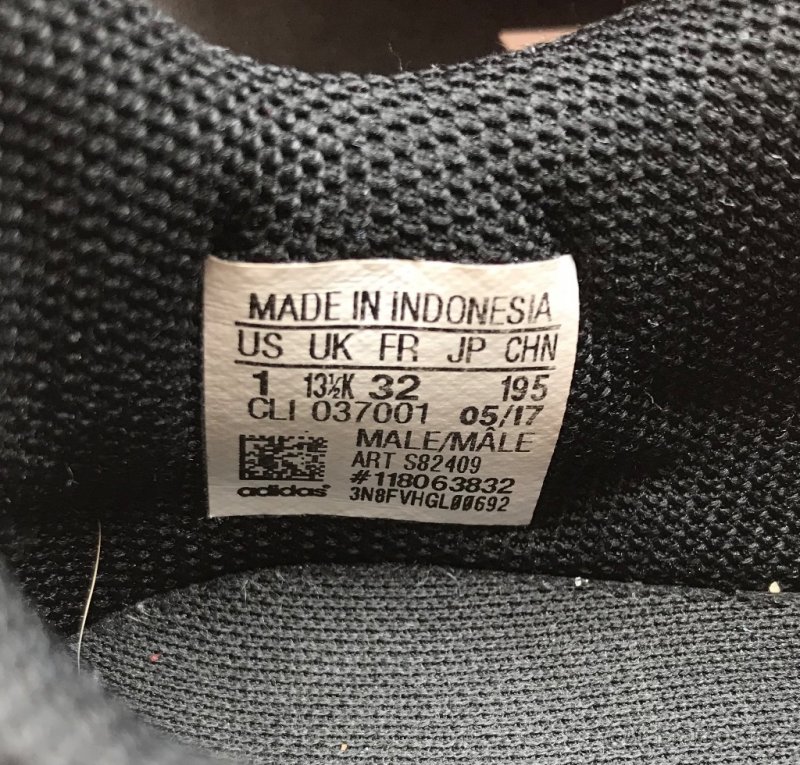 MADE IN INDONESIA
US UK FR JP CHN
1 13½K 32 195
CLI 037001 05/17
MALE/MÂLE
ART S82409
#118063832
adidas 3N8FVHGL00692